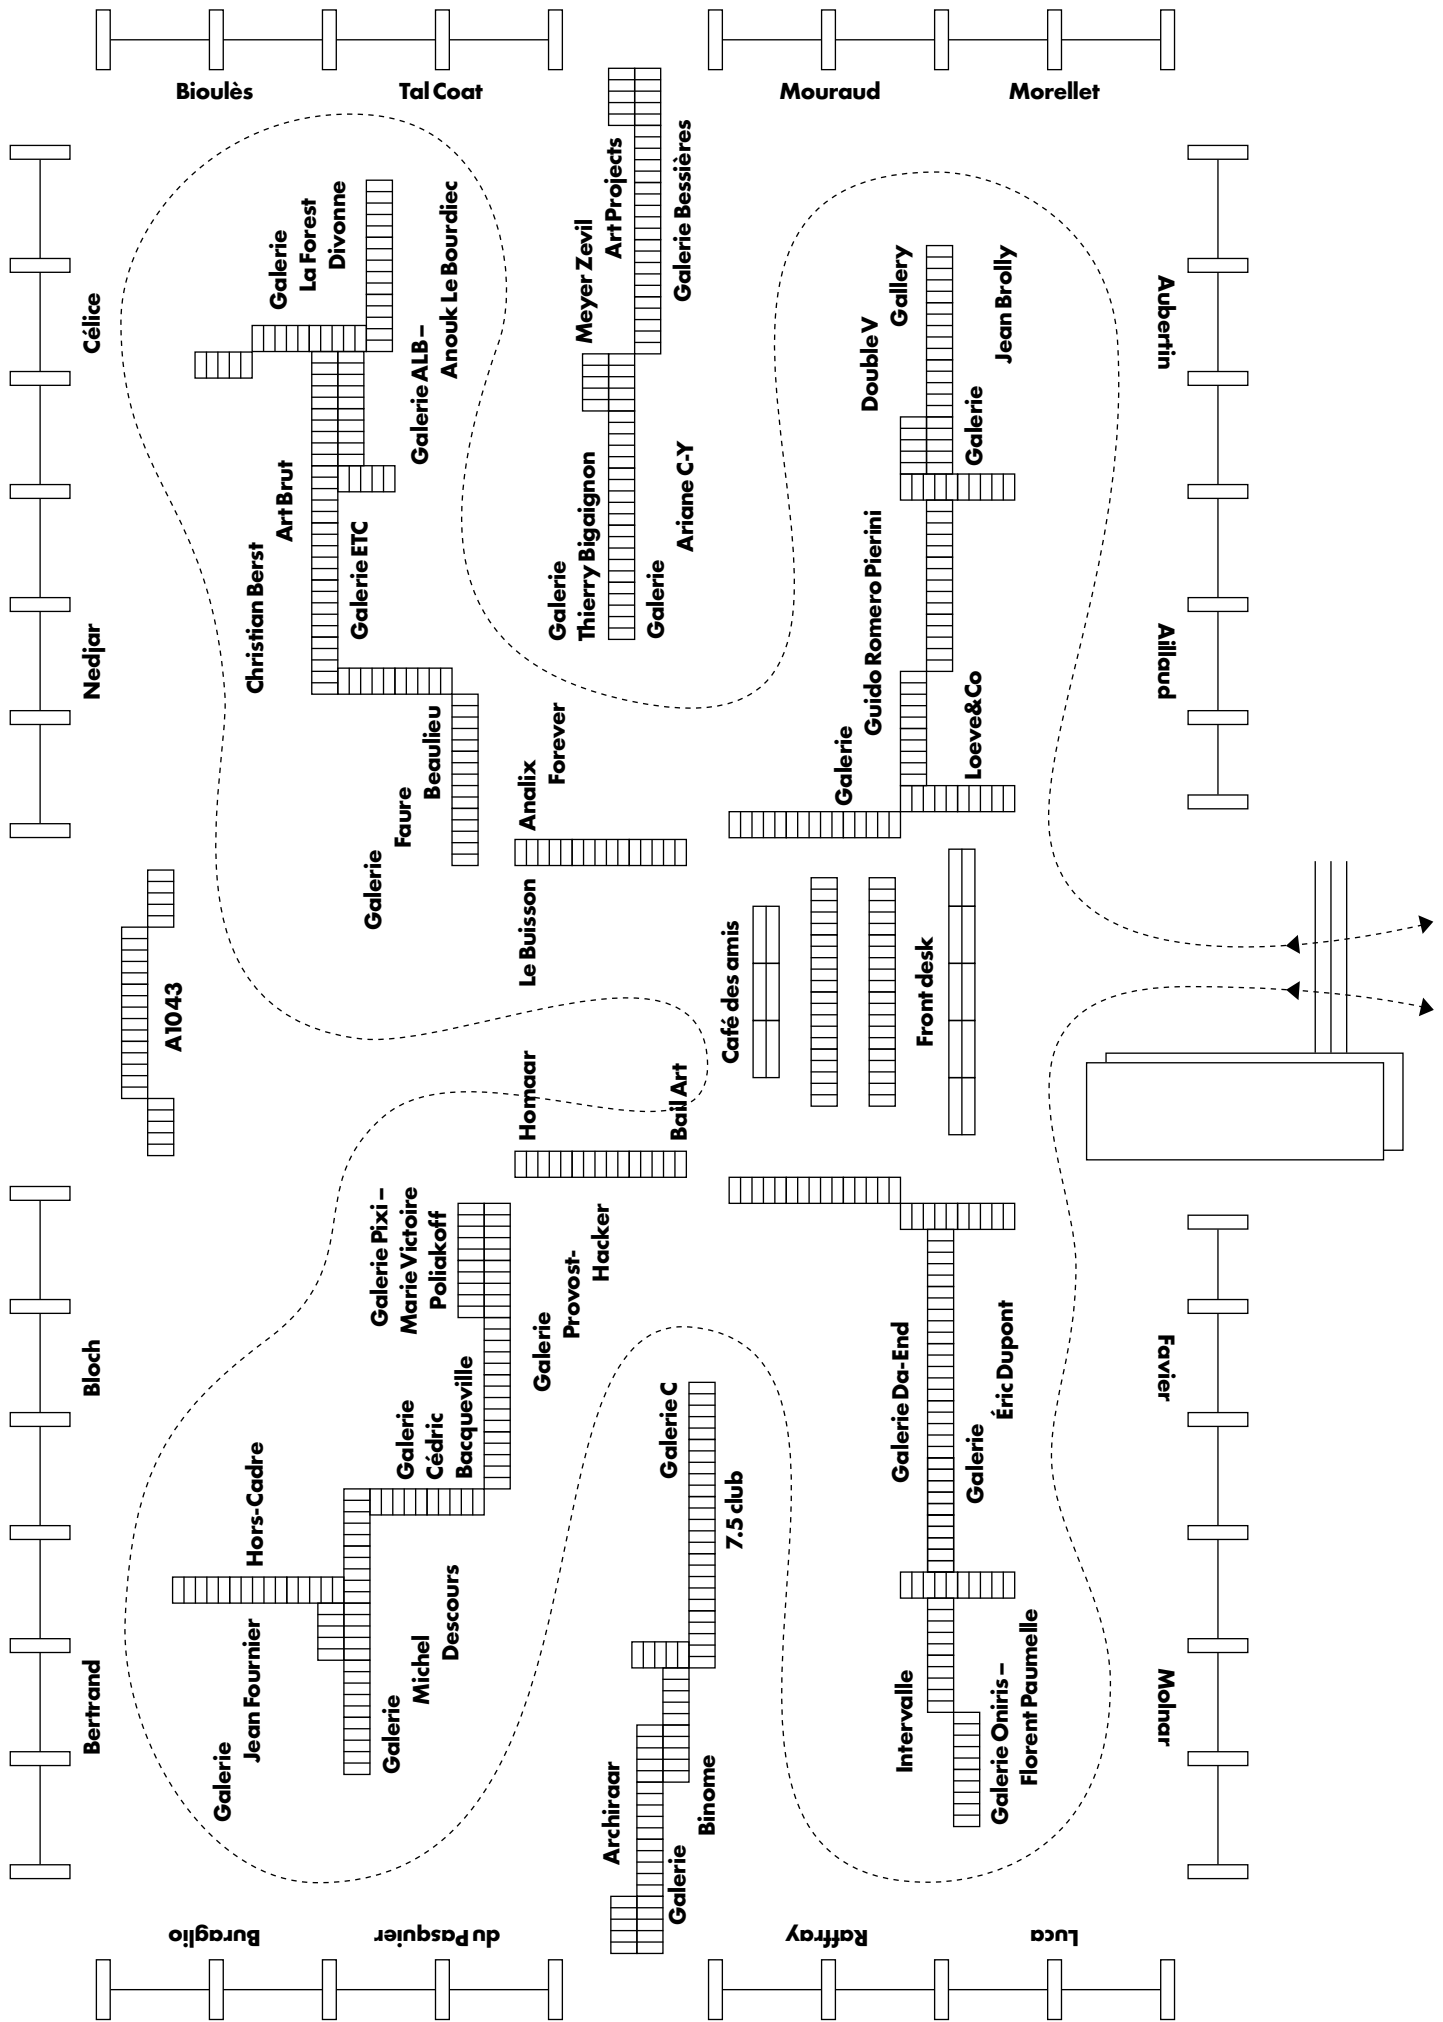 Bioulès
Tal Coat
Mouraud
Morellet
Célice
Nedjar
Bloch
Bertrand
Aubertin
Aillaud
Favier
Molnar
Buraglio
du Pasquier
Raffray
Luca
Galerie
La Forest
Divonne
Galerie ALB –
Anouk Le Bourdiec
Christian Berst
Art Brut
Galerie ETC
Galerie
Faure
Beaulieu
Meyer Zevil
Art Projects
Galerie Bessières
Galerie
Thierry Bigaignon
Galerie
Ariane C-Y
Analix
Forever
Le Buisson
Double V
Gallery
Galerie
Jean Brolly
Galerie
Guido Romero Pierini
Loeve&Co
A1043
Café des amis
Front desk
Homaar
Bail Art
Galerie Pixi –
Marie Victoire
Poliakoff
Galerie
Provost-
Hacker
Galerie
Cédric
Bacqueville
Hors-Cadre
Galerie
Jean Fournier
Galerie
Michel
Descours
Galerie C
7.5 club
Archiraar
Galerie
Binome
Galerie Da-End
Galerie
Éric Dupont
Intervalle
Galerie Oniris –
Florent Paumelle